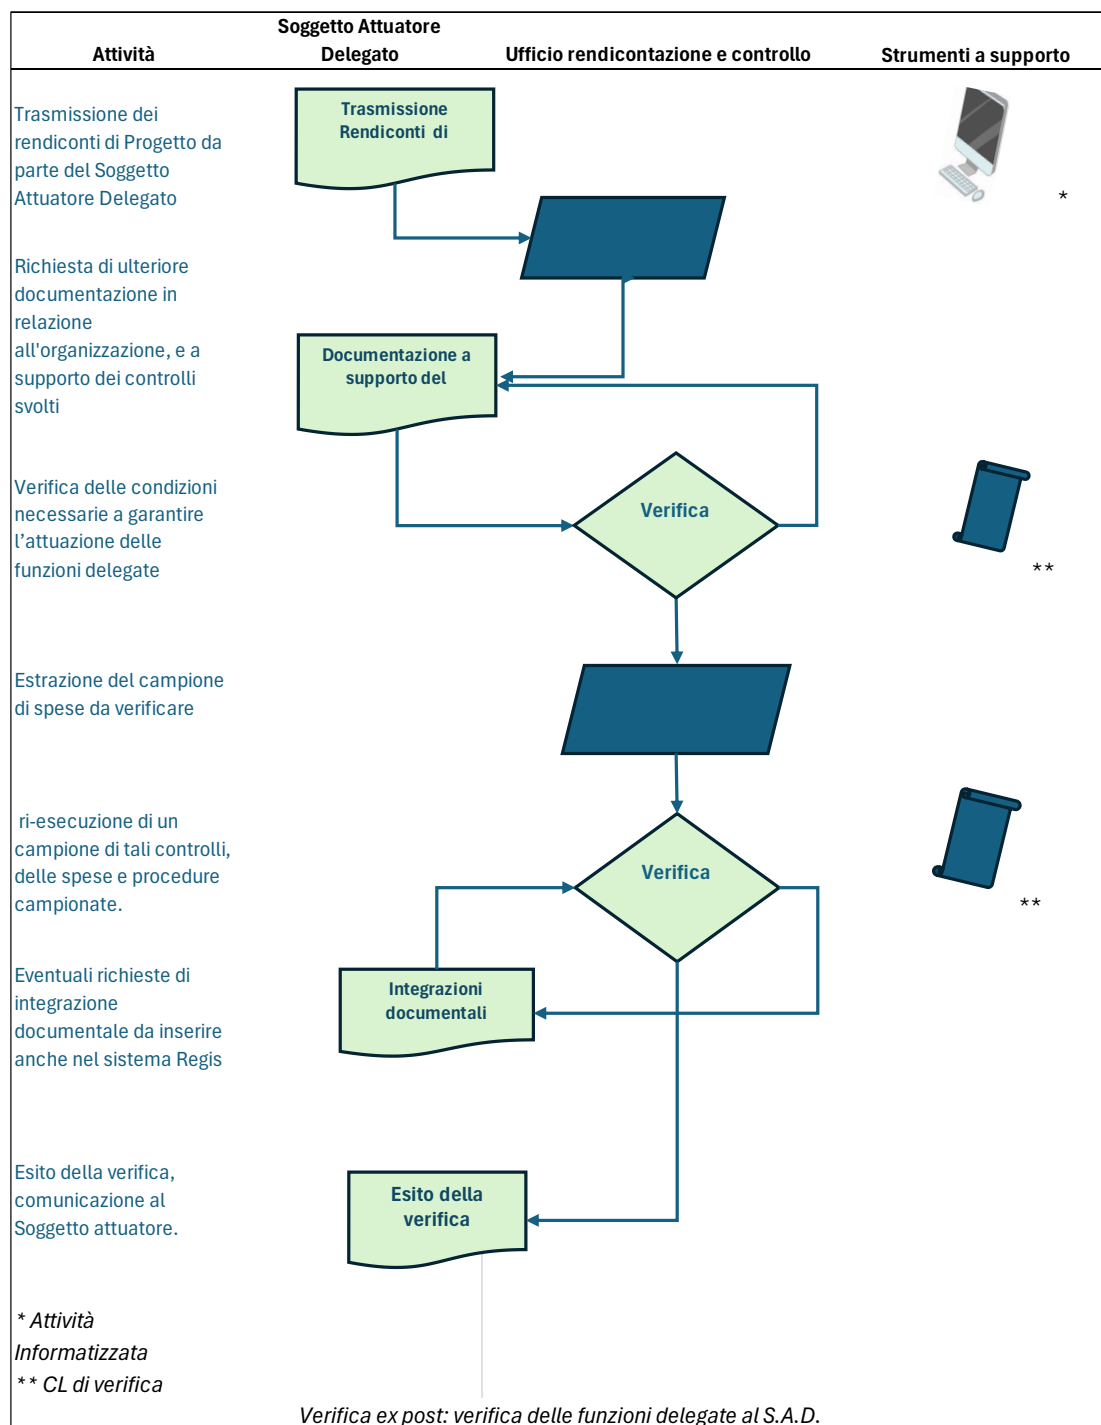 Attività
Soggetto Attuatore
Delegato
Ufficio rendicontazione e controllo
Strumenti a supporto
Trasmissione dei
rendiconti di Progetto da
parte del Soggetto
Attuatore Delegato
Trasmissione
Rendiconti di
*
Richiesta di ulteriore
documentazione in
relazione
all'organizzazione, e a
supporto dei controlli
svolti
Documentazione a
supporto del
Verifica delle condizioni
necessarie a garantire
l’attuazione delle
funzioni delegate
Verifica
**
Estrazione del campione
di spese da verificare
ri-esecuzione di un
campione di tali controlli,
delle spese e procedure
campionate.
Verifica
**
Eventuali richieste di
integrazione
documentale da inserire
anche nel sistema Regis
Integrazioni
documentali
Esito della verifica,
comunicazione al
Soggetto attuatore.
Esito della
verifica
* Attività
Informatizzata
** CL di verifica
Verifica ex post: verifica delle funzioni delegate al S.A.D.